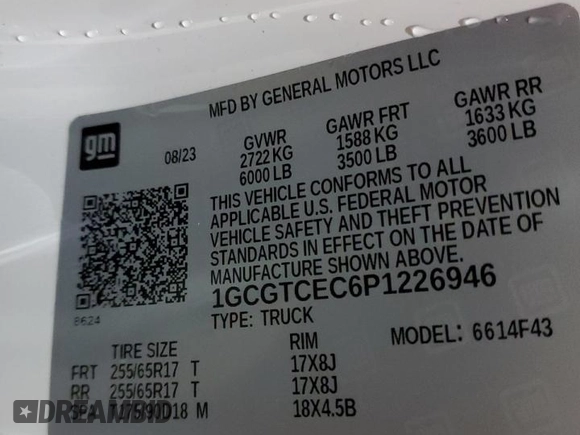 MFD BY GENERAL MOTORS LLC
gm
08/23
GVWR GAWR FRT GAWR RR
2722 KG 1588 KG 1633 KG
6000 LB 3500 LB 3600 LB
THIS VEHICLE CONFORMS TO ALL
APPLICABLE U.S. FEDERAL MOTOR
VEHICLE SAFETY AND THEFT PREVENTION
STANDARDS IN EFFECT ON THE DATE OF
MANUFACTURE SHOWN ABOVE.
1GCGTCEC6P1226946
8624
TYPE: TRUCK MODEL: 6614F43
TIRE SIZE RIM
FRT 255/65R17 T 17X8J
RR 255/65R17 T 17X8J
SPA T175/90D18 M 18X4.5B
DREAMBID